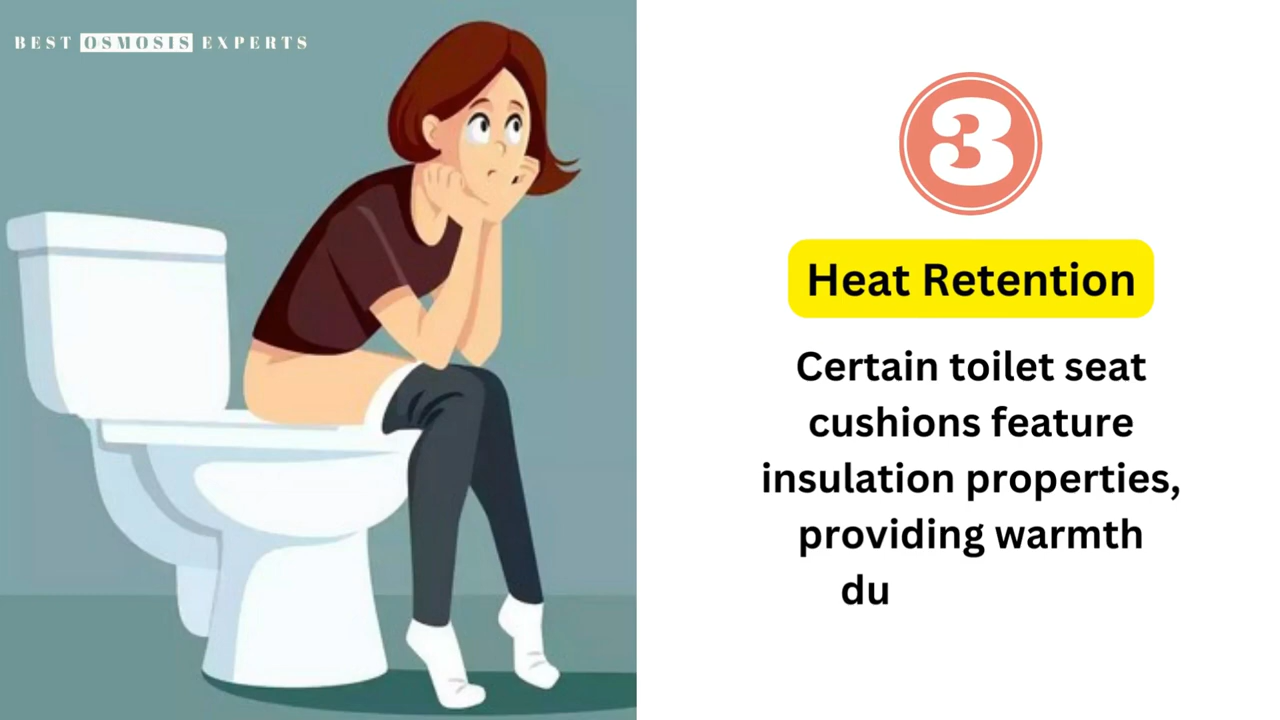 BEST OSMOSIS EXPERTS
3
Heat Retention
Certain toilet seat
cushions feature
insulation properties,
providing warmth
du